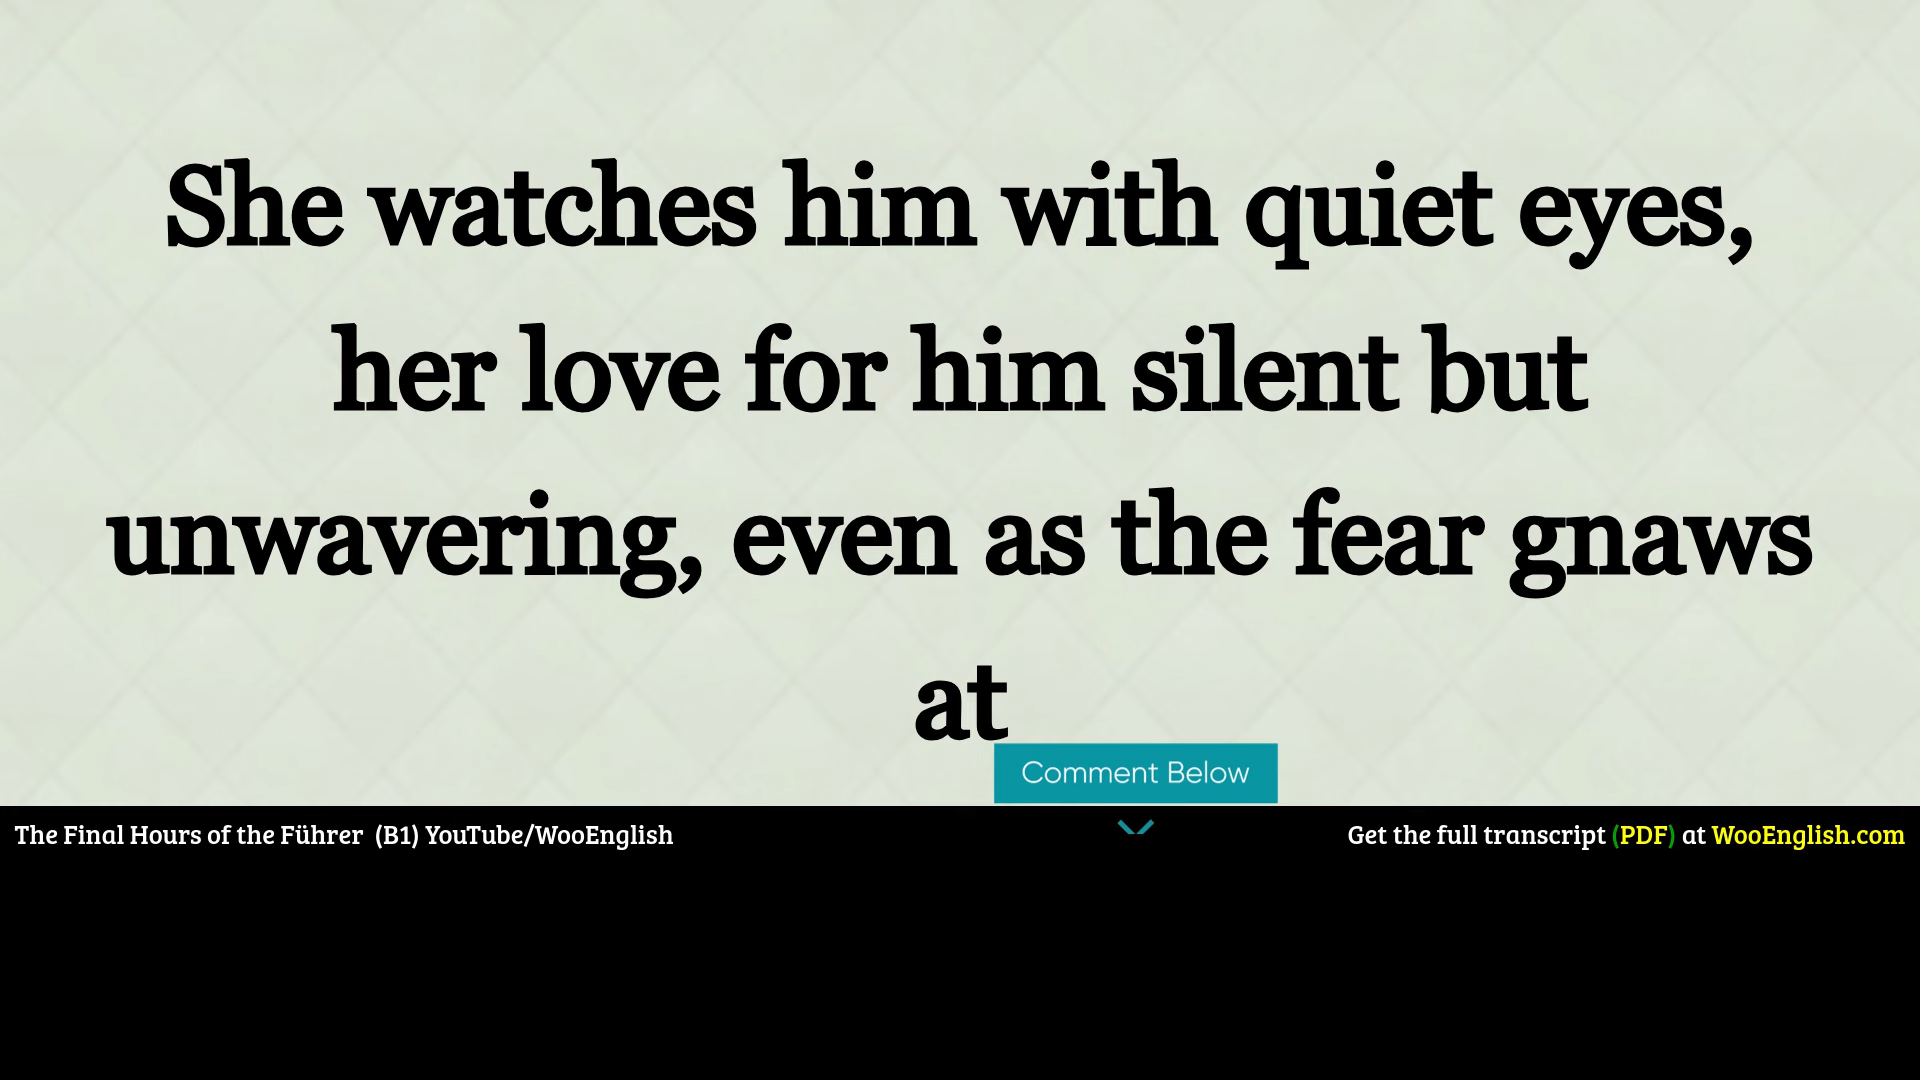 She watches him with quiet eyes,
her love for him silent but
unwavering, even as the fear gnaws
at
Comment Below
The Final Hours of the Führer (B1) YouTube/WooEnglish
Get the full transcript (PDF) at WooEnglish.com